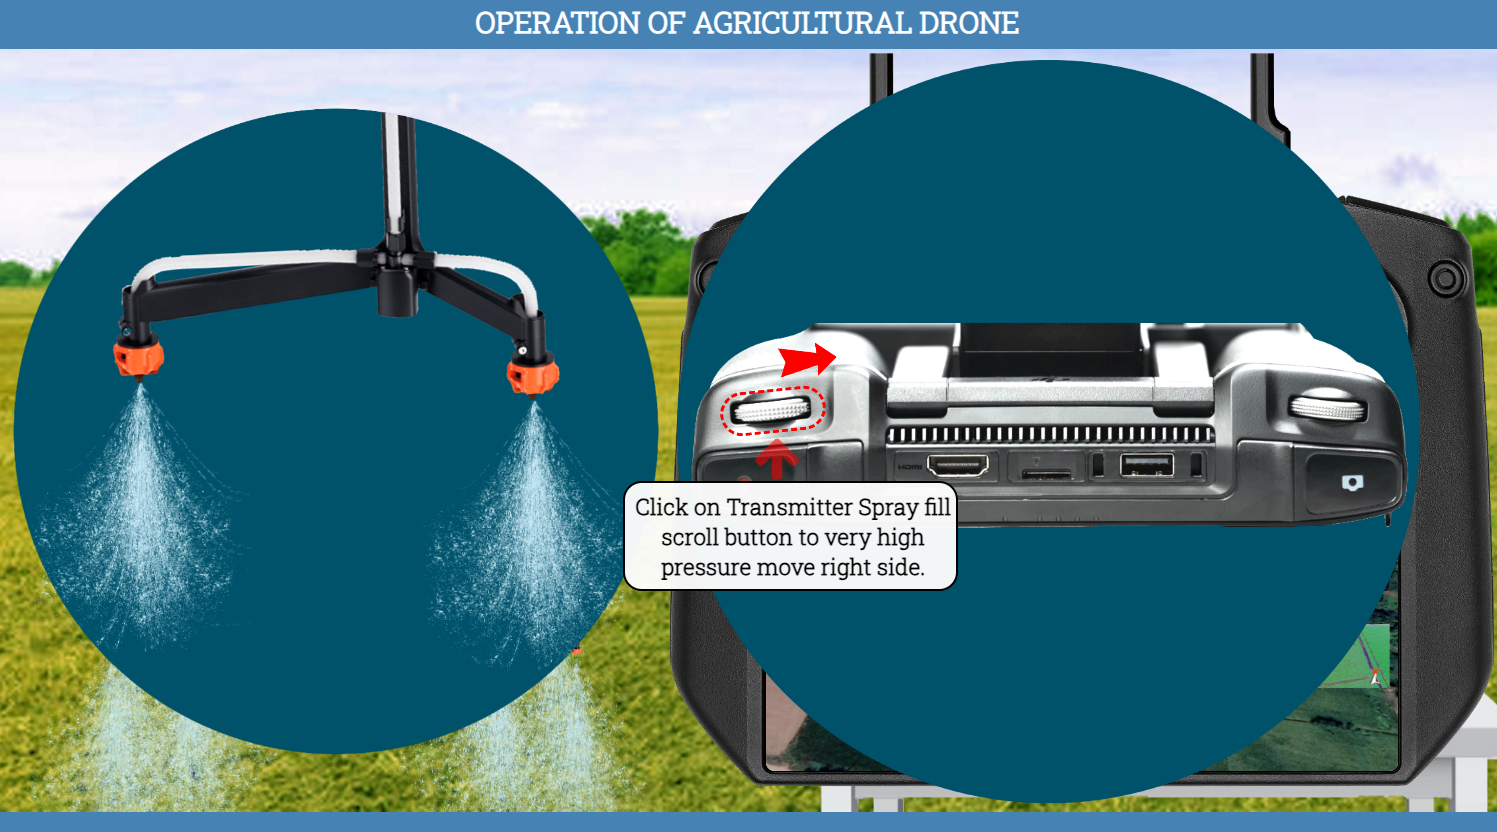 OPERATION OF AGRICULTURAL DRONE
HDMI
Click on Transmitter Spray fill
scroll button to very high
pressure move right side.